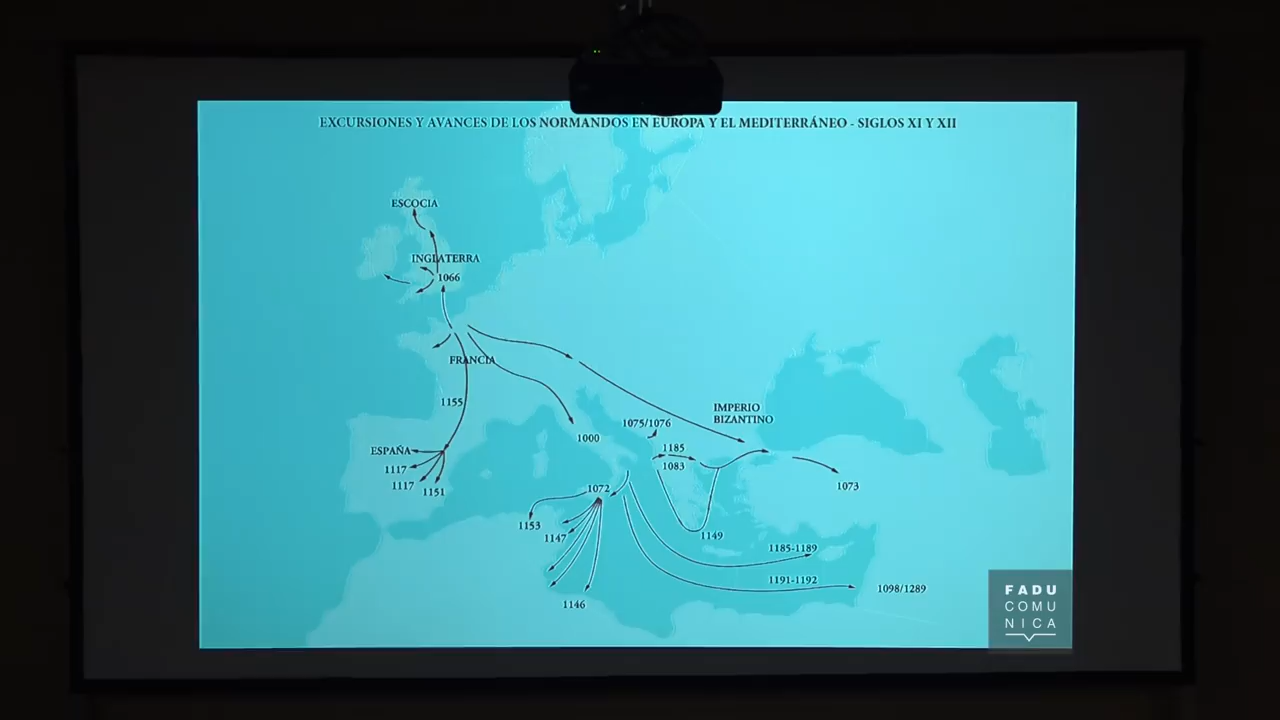 EXCURSIONES Y AVANCES DE LOS NORMANDOS EN EUROPA Y EL MEDITERRÁNEO - SIGLOS XI Y XII
ESCOCIA
INGLATERRA
1066
FRANCIA
1155
IMPERIO
BIZANTINO
1075/1076
1000
1185
ESPAÑA
1083
1117
1117
1151
1072
1073
1153
1147
1149
1185-1189
1191-1192
1098/1289
1146
FADU
COMU
NICA